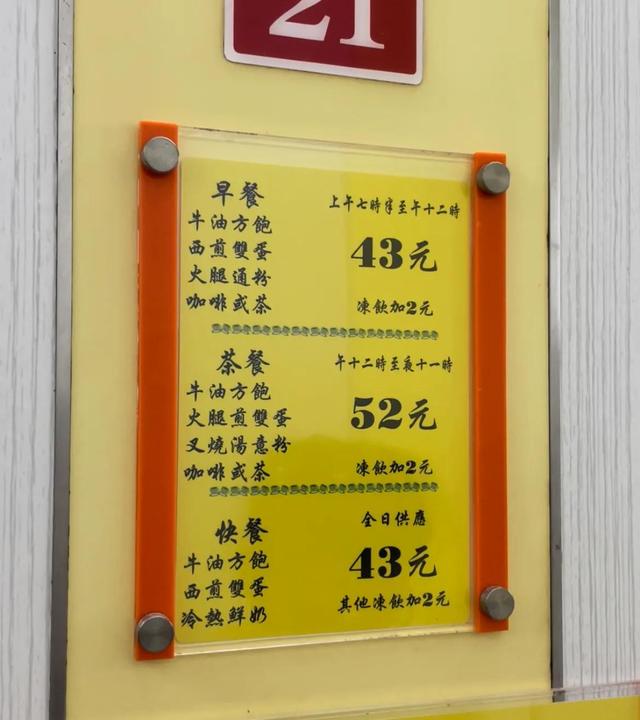 21
早餐
上午七時半至午十二時
牛油方飽
西煎雙蛋
43元
火腿通粉
咖啡或茶
凍飲加2元
茶餐
午十二時至夜十一時
牛油方飽
火腿煎雙蛋
52元
叉燒湯意粉
咖啡或茶
凍飲加2元
快餐
全日供應
牛油方飽
43元
西煎雙蛋
冷熱鮮奶
其他凍飲加2元